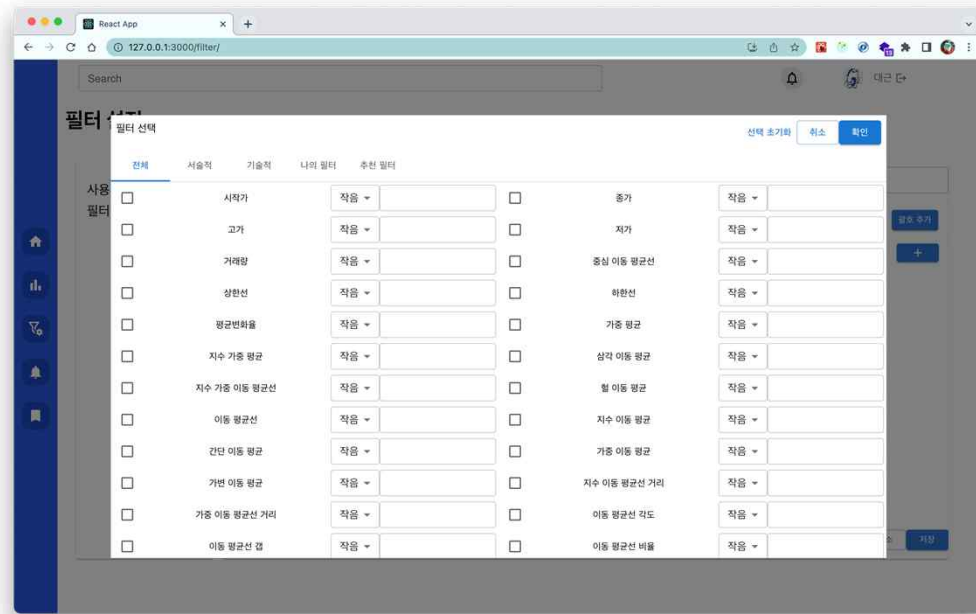 React App
127.0.0.1:3000/filter/
13
Search
대근
필터
필터 선택
선택 초기화 취소 확인
전체 서술적 기술적 나의 필터 추천 필터
사용
필터
괄호 추가
시작가 작음 종가 작음
고가 작음 저가 작음
거래량 작음 중심 이동 평균선 작음
상한선 작음 하한선 작음
평균변화율 작음 가중 평균 작음
지수 가중 평균 작음 삼각 이동 평균 작음
지수 가중 이동 평균선 작음 헐 이동 평균 작음
이동 평균선 작음 지수 이동 평균 작음
간단 이동 평균 작음 가중 이동 평균 작음
가변 이동 평균 작음 지수 이동 평균선 거리 작음
가중 이동 평균선 거리 작음 이동 평균선 각도 작음
이동 평균선 갭 작음 이동 평균선 비율 작음
저장